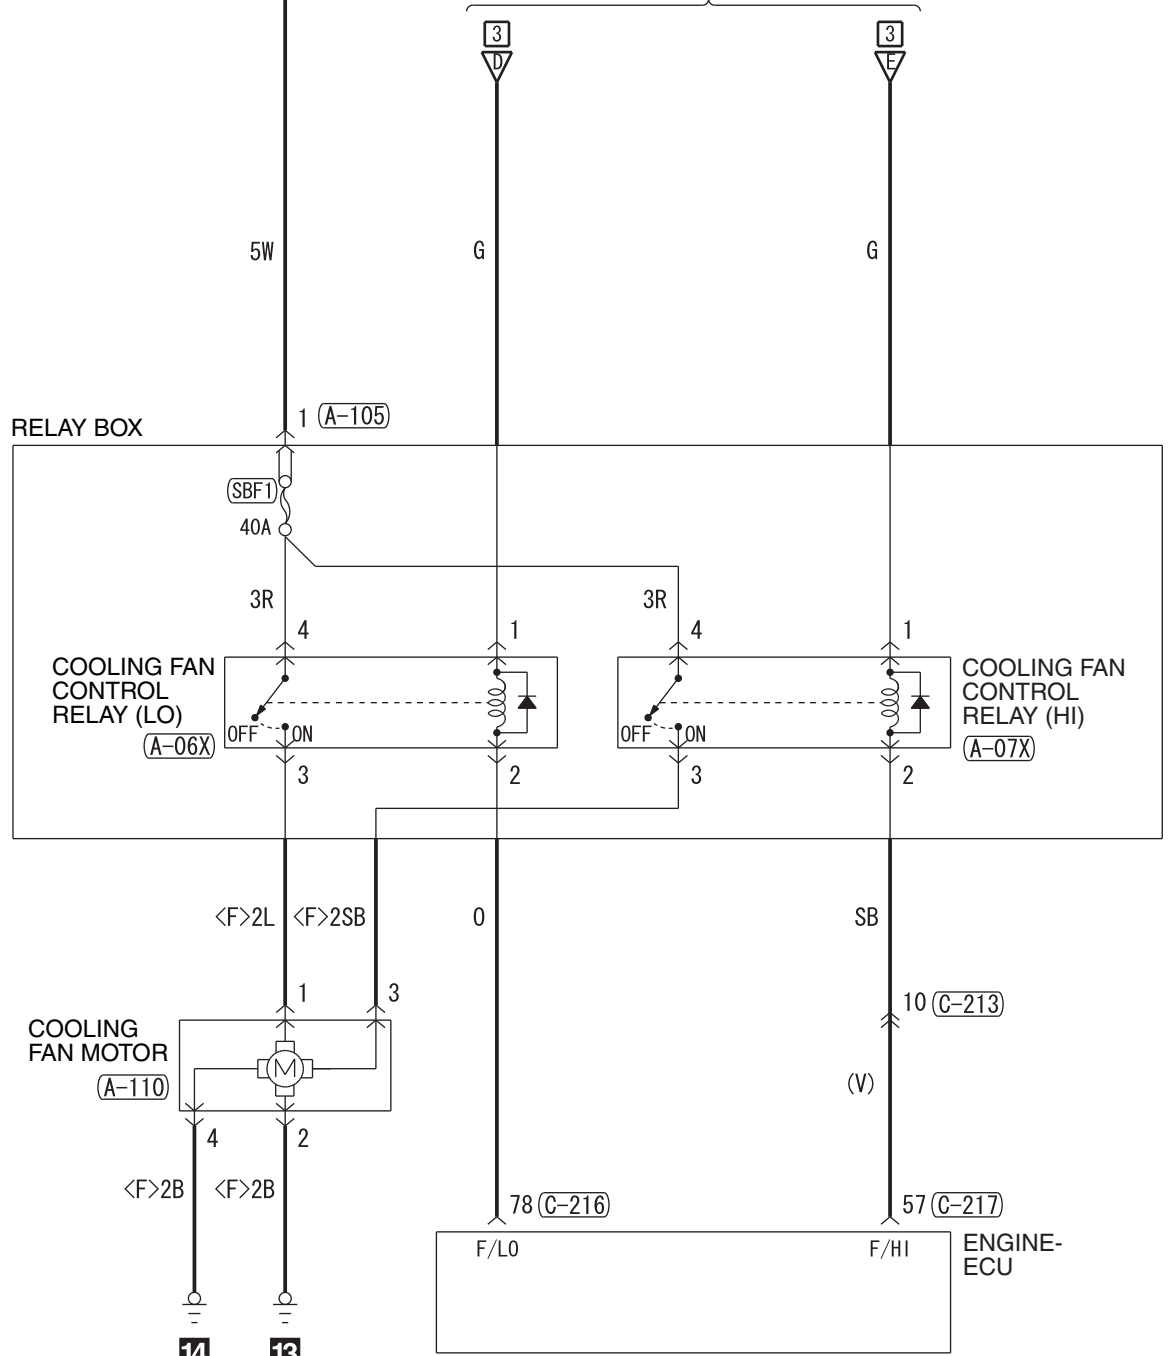 3 3
D E
5W G G
1 A-105
RELAY BOX
SBF1
40A
3R 3R
4 1 4 1
COOLING FAN
CONTROL
RELAY (LO)
A-06X
OFF ON
OFF ON
COOLING FAN
CONTROL
RELAY (HI)
A-07X
3 2 3 2
<F>2L <F>2SB O SB
1 3
10 C-213
COOLING
FAN MOTOR
A-110
M
(V)
4 2
<F>2B <F>2B
78 C-216
57 C-217
F/LO F/HI
ENGINE-
ECU
14 13